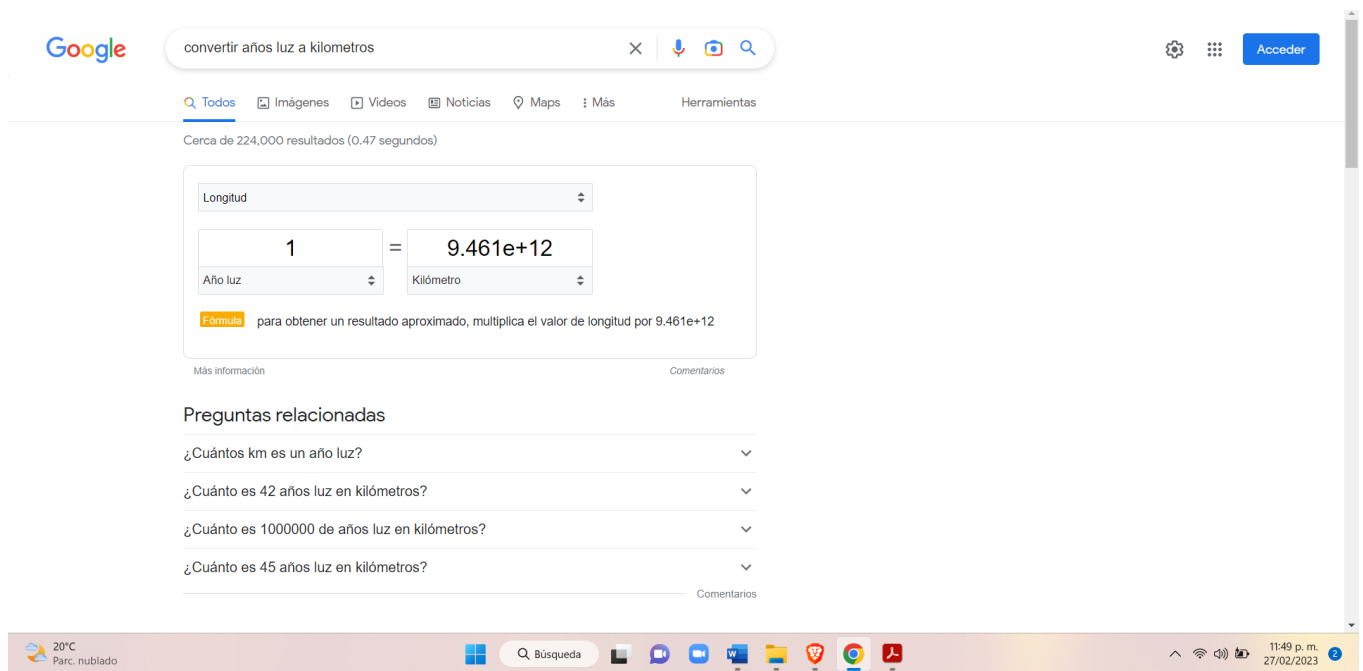 Google
convertir años luz a kilometros
Acceder
Todos Imágenes Videos Noticias Maps Más Herramientas
Cerca de 224,000 resultados (0.47 segundos)
Longitud
1 = 9.461e+12
Año luz Kilómetro
Fórmula para obtener un resultado aproximado, multiplica el valor de longitud por 9.461e+12
Más información Comentarios
Preguntas relacionadas
¿Cuántos km es un año luz?
¿Cuánto es 42 años luz en kilómetros?
¿Cuánto es 1000000 de años luz en kilómetros?
¿Cuánto es 45 años luz en kilómetros?
Comentarios
20°C
Parc. nublado
Búsqueda
11:49 p. m.
27/02/2023
2